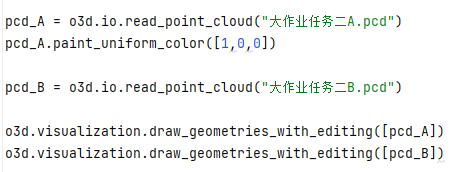 pcd_A = o3d.io.read_point_cloud("大作业任务二A.pcd")
pcd_A.paint_uniform_color([1,0,0])
pcd_B = o3d.io.read_point_cloud("大作业任务二B.pcd")
o3d.visualization.draw_geometries_with_editing([pcd_A])
o3d.visualization.draw_geometries_with_editing([pcd_B])